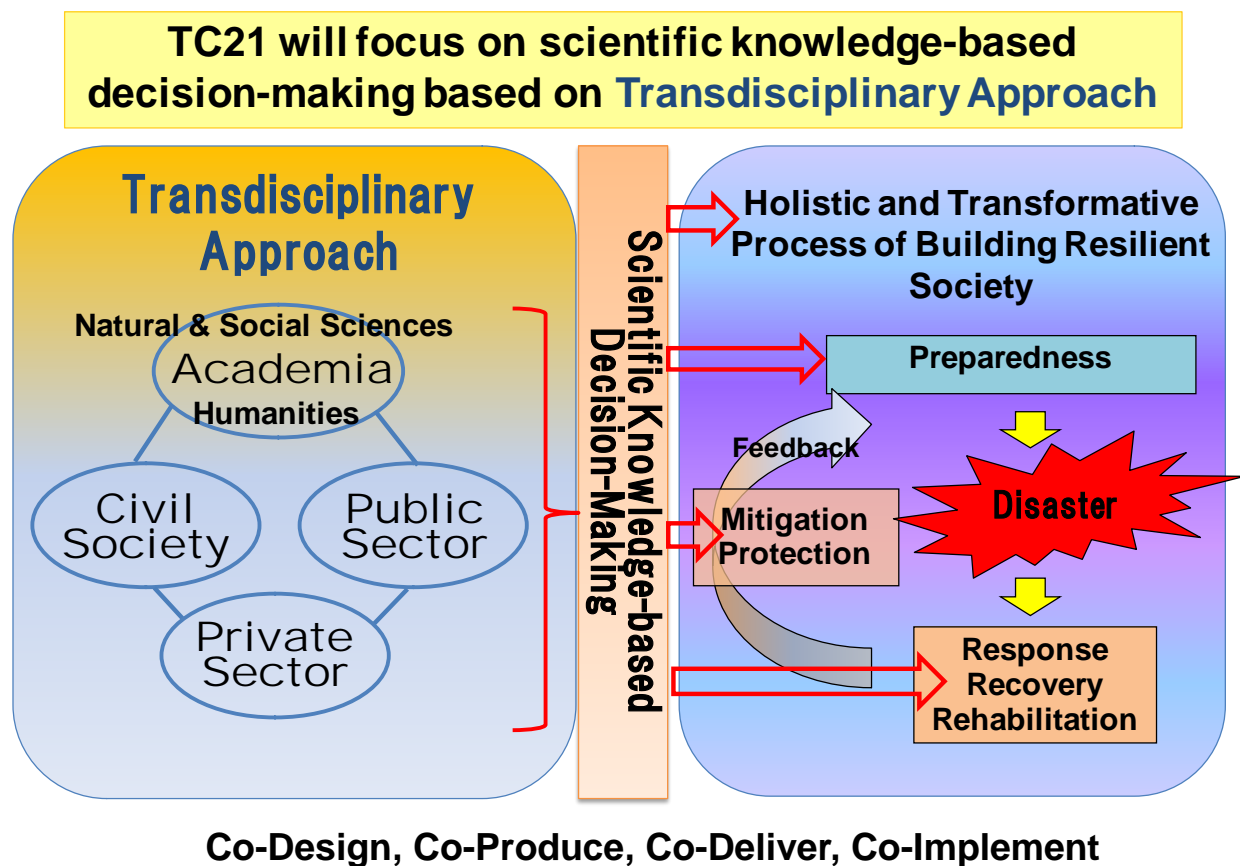 TC21 will focus on scientific knowledge-based
decision-making based on Transdisciplinary Approach
Transdisciplinary
Approach
Natural & Social Sciences
Academia
Humanities
Civil
Society
Public
Sector
Private
Sector
Scientific Knowledge-based
Decision-Making
Holistic and Transformative
Process of Building Resilient
Society
Preparedness
Feedback
Disaster
Mitigation
Protection
Response
Recovery
Rehabilitation
Co-Design, Co-Produce, Co-Deliver, Co-Implement